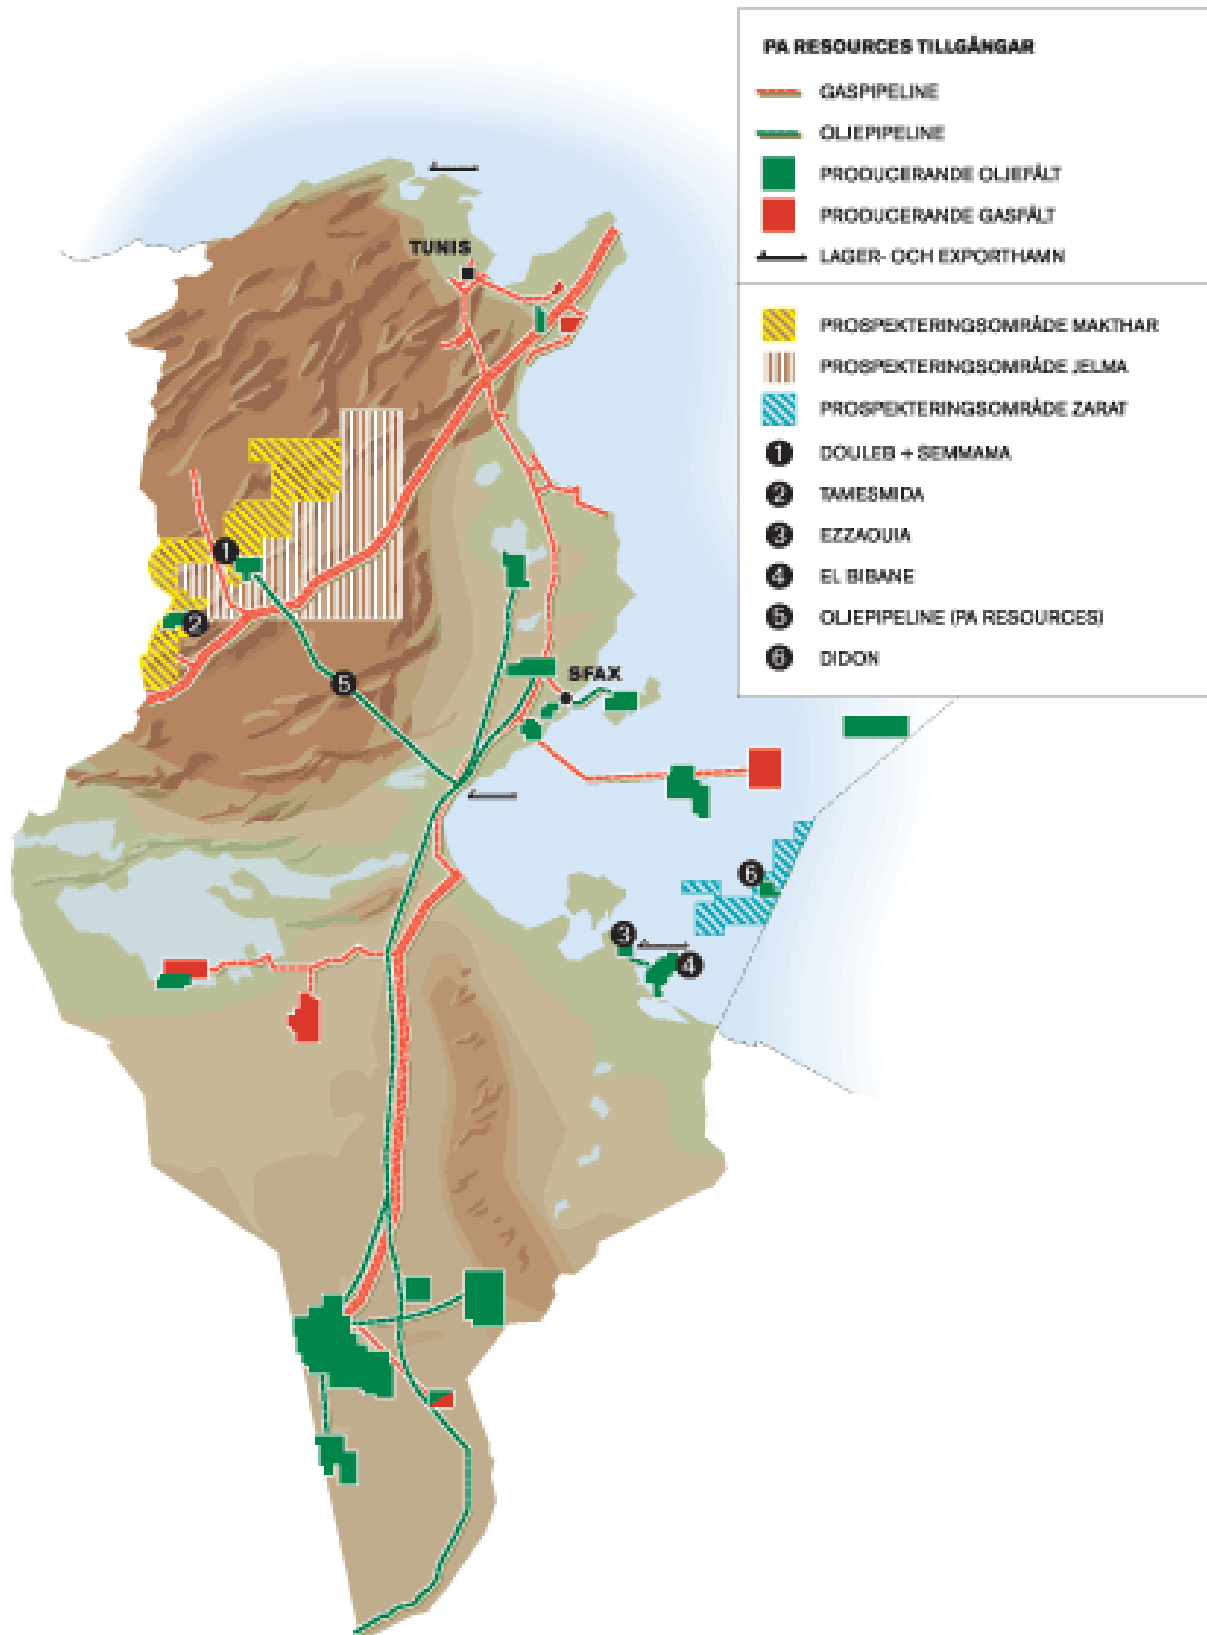 PA RESOURCES TILLGÅNGAR
GASPIPELINE
OLJEPIPELINE
PRODUCERANDE OLJEFÄLT
PRODUCERANDE GASFÄLT
LAGER- OCH EXPORTHAMN
PROSPEKTERINGSOMRÅDE MAKTHAR
PROSPEKTERINGSOMRÅDE JELMA
PROSPEKTERINGSOMRÅDE ZARAT
1 DOULEB + SEMMAMA
2 TAMESMIDA
3 EZZAOUIA
4 EL BIBANE
5 OLJEPIPELINE (PA RESOURCES)
6 DIDON
TUNIS
1
2
5
SFAX
6
3
4